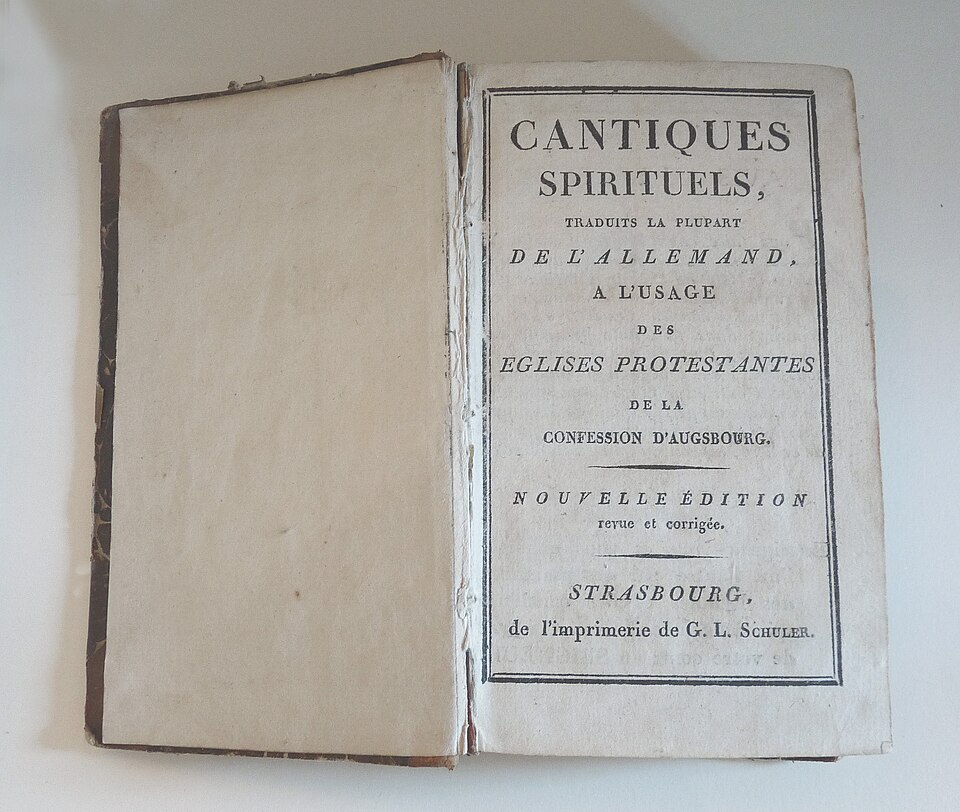 CANTIQUES
SPIRITUELS,
TRADUITS LA PLUPART
DE L'ALLEMAND,
A L'USAGE
DES
EGLISES PROTESTANTES
DE LA
CONFESSION D'AUGSBOURG.
NOUVELLE ÉDITION
revue et corrigée.
STRASBOURG,
de l'imprimerie de G. L. SCHULER.